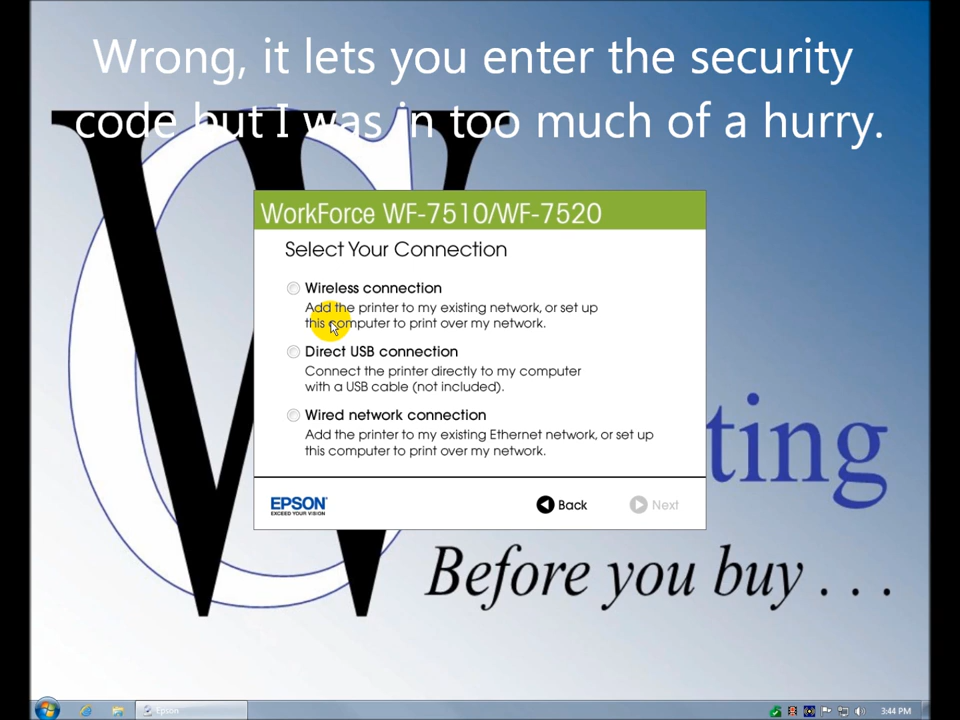 Wrong, it lets you enter the security
code but I was in too much of a hurry.
WorkForce WF-7510/WF-7520
Select Your Connection
Wireless connection
Add the printer to my existing network, or set up
this computer to print over my network.
Direct USB connection
Connect the printer directly to my computer
with a USB cable (not included).
Wired network connection
Add the printer to my existing Ethernet network, or set up
this computer to print over my network.
ting
EPSON
EXCEED YOUR VISION
Back
Next
Before you buy . . .
Epson
3:44 PM